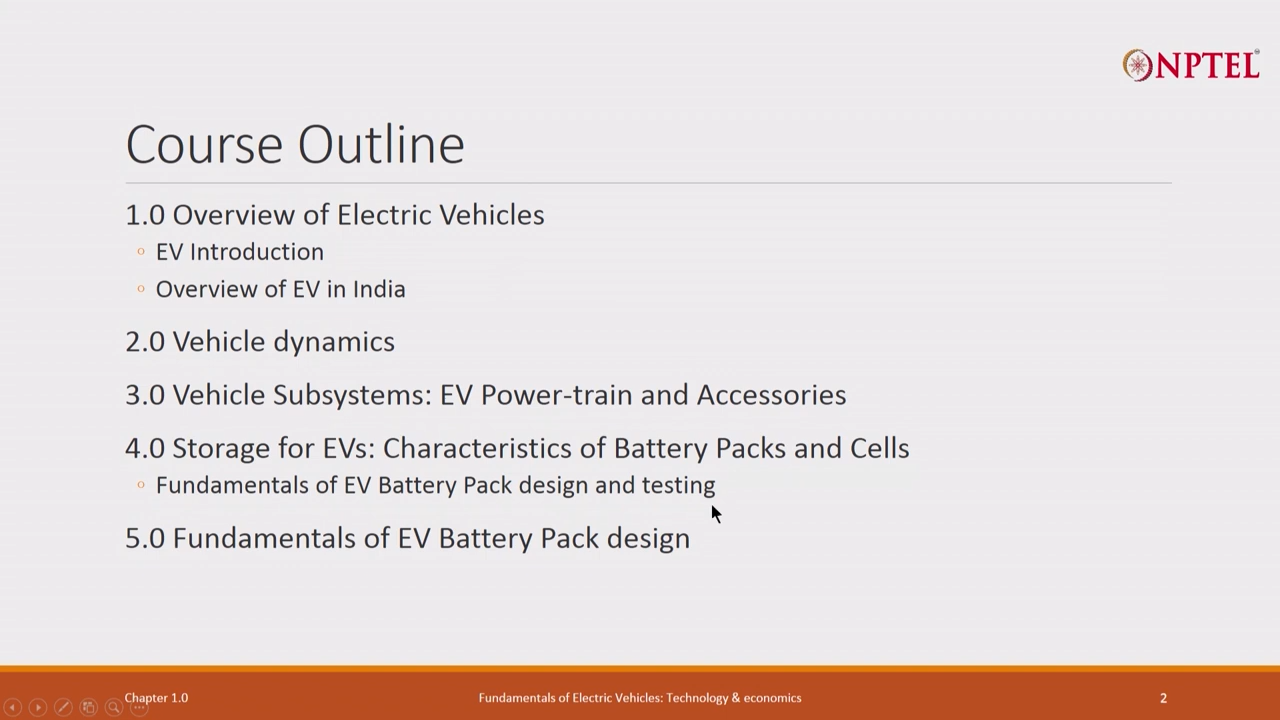 NPTEL
Course Outline
1.0 Overview of Electric Vehicles
EV Introduction
Overview of EV in India
2.0 Vehicle dynamics
3.0 Vehicle Subsystems: EV Power-train and Accessories
4.0 Storage for EVs: Characteristics of Battery Packs and Cells
Fundamentals of EV Battery Pack design and testing
5.0 Fundamentals of EV Battery Pack design
Chapter 1.0
Fundamentals of Electric Vehicles: Technology & economics
2